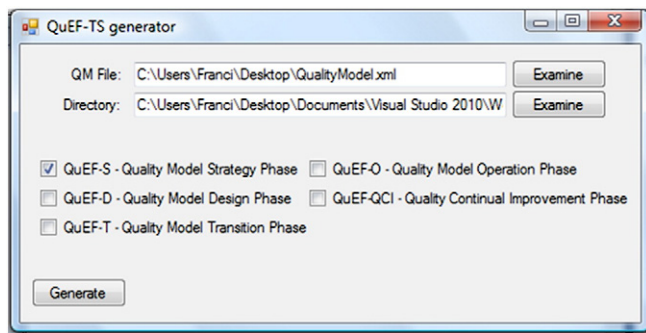 QuEF-TS generator
QM File: C:\Users\Franci\Desktop\QualityModel.xml Examine
Directory: C:\Users\Franci\Desktop\Documents\Visual Studio 2010\W Examine
QuEF-S - Quality Model Strategy Phase QuEF-O - Quality Model Operation Phase
QuEF-D - Quality Model Design Phase QuEF-QCI - Quality Continual Improvement Phase
QuEF-T - Quality Model Transition Phase
Generate